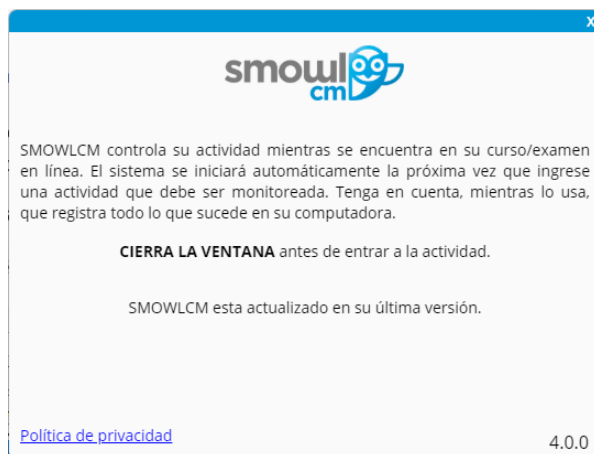 X
smowl
cm
SMOWLCM controla su actividad mientras se encuentra en su curso/examen
en línea. El sistema se iniciará automáticamente la próxima vez que ingrese
una actividad que debe ser monitoreada. Tenga en cuenta, mientras lo usa,
que registra todo lo que sucede en su computadora.
CIERRA LA VENTANA antes de entrar a la actividad.
SMOWLCM esta actualizado en su última versión.
Política de privacidad
4.0.0